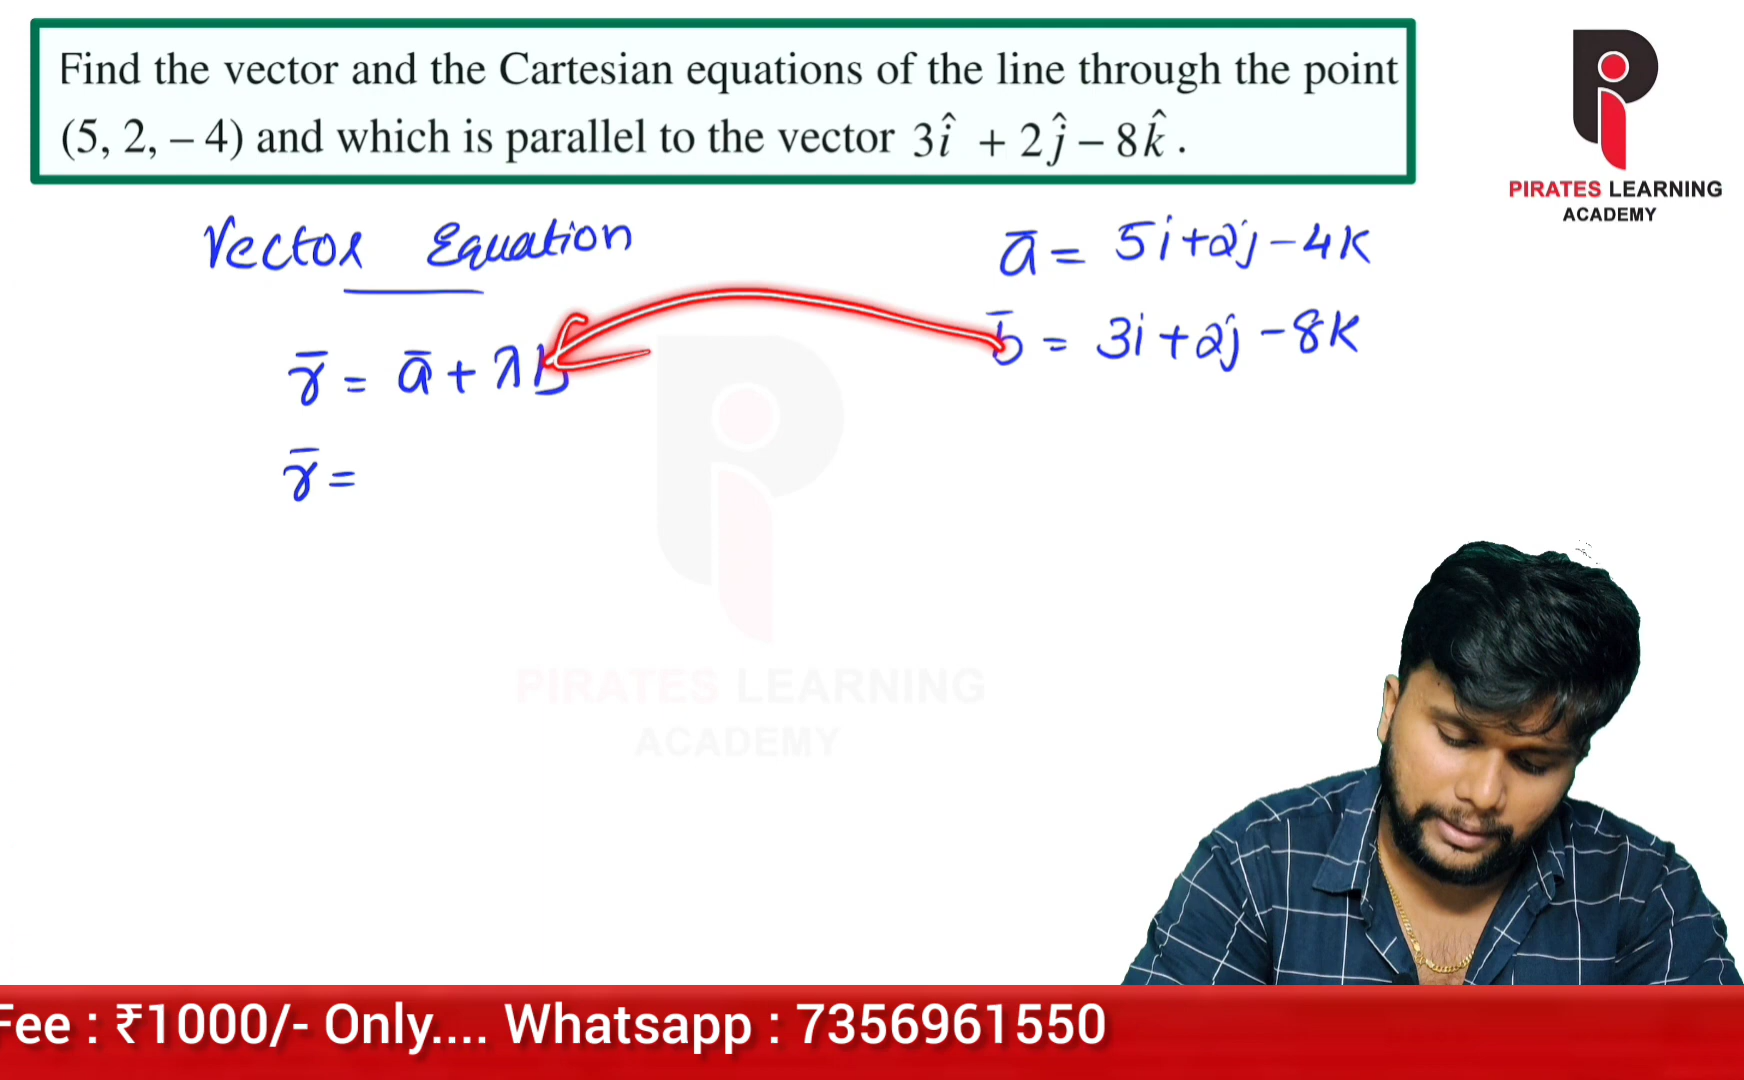 Find the vector and the Cartesian equations of the line through the point
(5, 2, – 4) and which is parallel to the vector 3î + 2ĵ – 8k̂ .
PIRATES LEARNING
ACADEMY
Vector Equation
a̅ = 5i+2j-4k
b̅ = 3i+2j-8k
r̅ = a̅ + λb
r̅ =
PIRATES LEARNING
ACADEMY
Fee : ₹1000/- Only.... Whatsapp : 7356961550